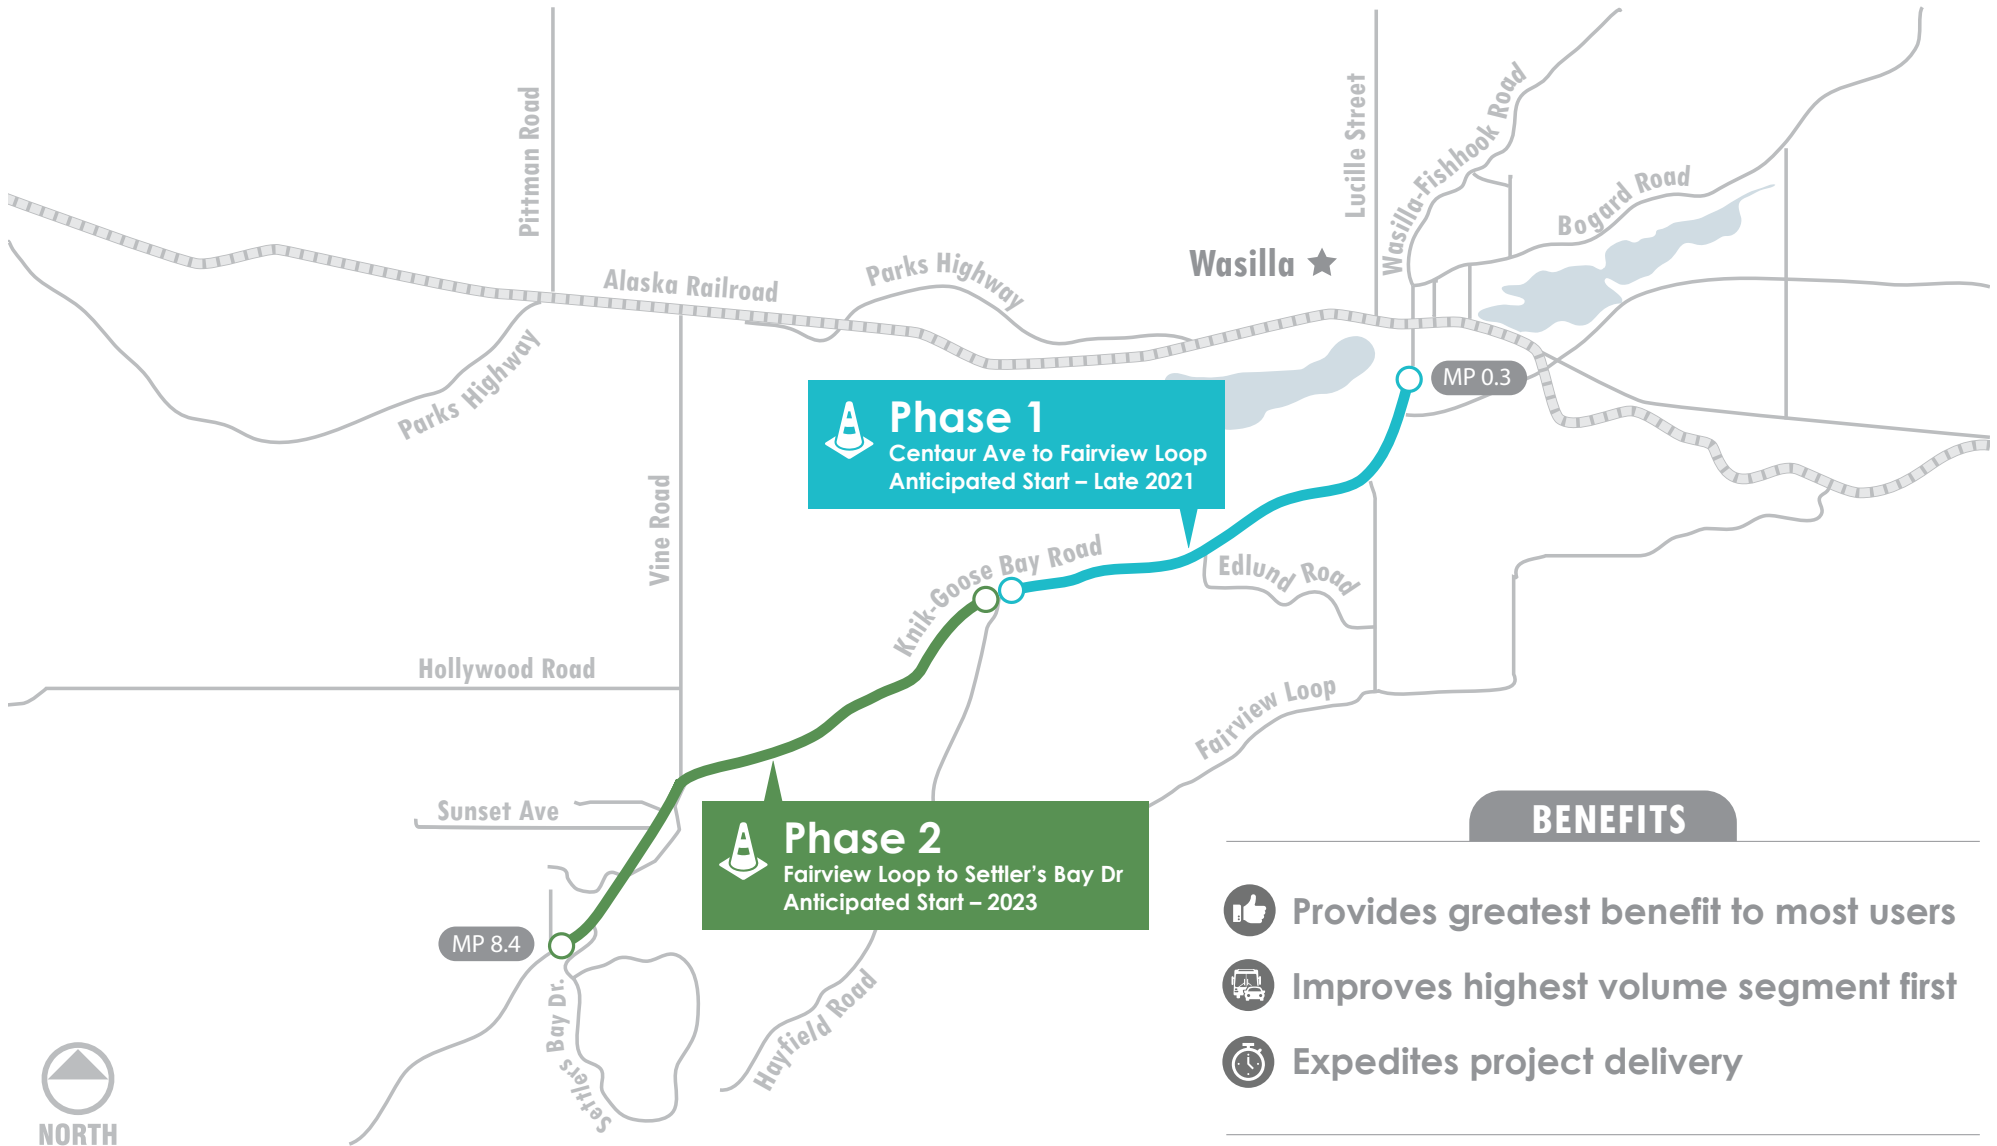 Pittman Road
Lucille Street
Wasilla-Fishhook Road
Bogard Road
Wasilla
Alaska Railroad
Parks Highway
Parks Highway
MP 0.3
Phase 1
Centaur Ave to Fairview Loop
Anticipated Start – Late 2021
Vine Road
Knik-Goose Bay Road
Edlund Road
Hollywood Road
Fairview Loop
Sunset Ave
Phase 2
Fairview Loop to Settler’s Bay Dr
Anticipated Start – 2023
MP 8.4
Settlers Bay Dr.
Hayfield Road
BENEFITS
Provides greatest benefit to most users
Improves highest volume segment first
Expedites project delivery
NORTH